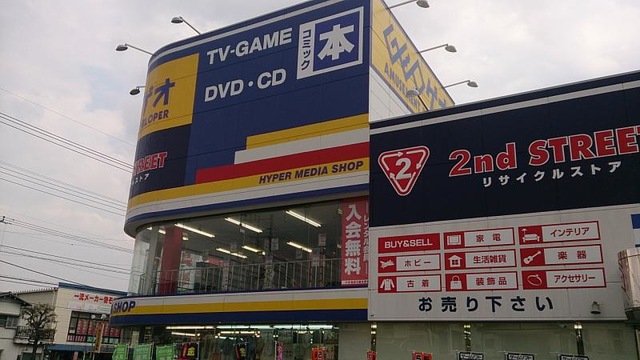 TV-GAME
コミック
本
DVD・CD
ゲオ
HYPER MEDIA SHOP
2
2nd STREET
リサイクルストア
BUY&SELL
家電
インテリア
ホビー
生活雑貨
楽器
古着
装飾品
アクセサリー
お売り下さい
入会無料
SHOP